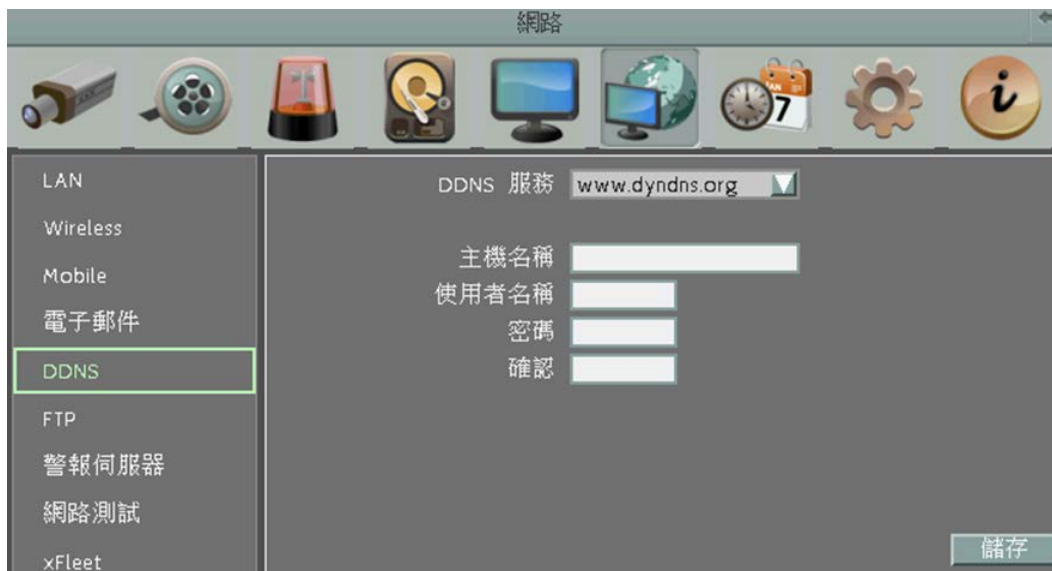 網路
LAN
Wireless
Mobile
電子郵件
DDNS
FTP
警報伺服器
網路測試
xFleet
DDNS 服務 www.dyndns.org
主機名稱
使用者名稱
密碼
確認
儲存
7
i